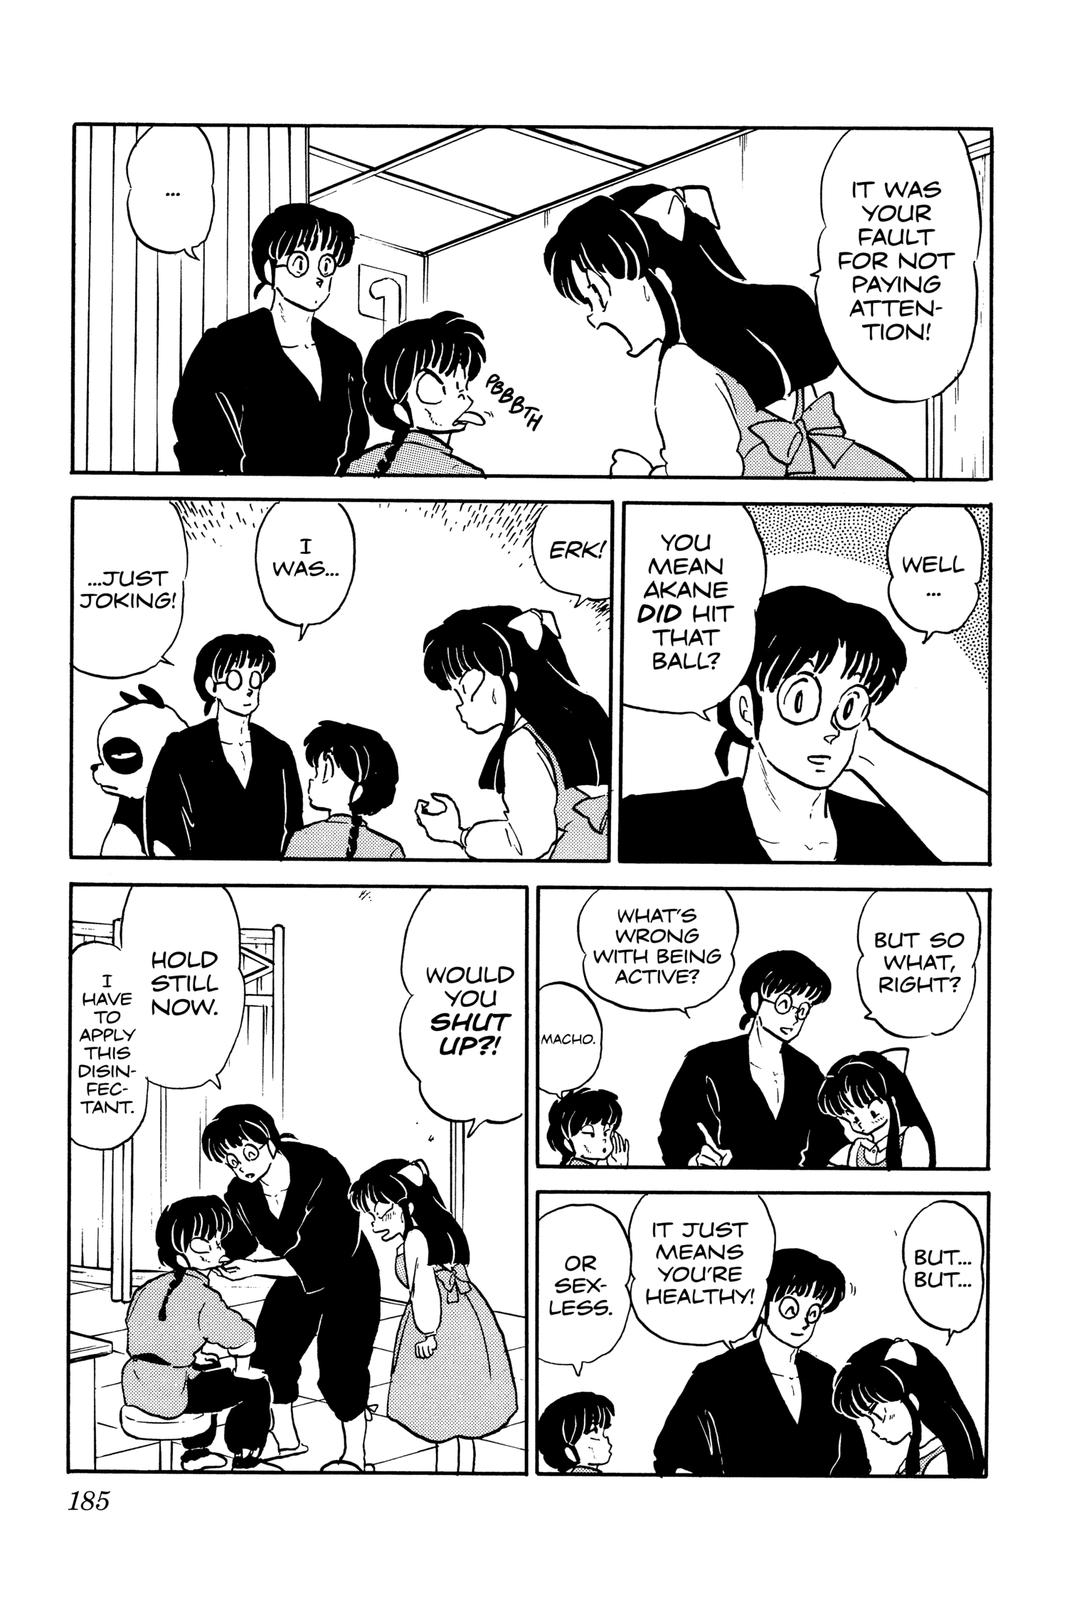 IT WAS
YOUR
FAULT
FOR NOT
PAYING
ATTEN-
TION!
PBBBTH
...
WELL
...
YOU
MEAN
AKANE
DID HIT
THAT
BALL?
ERK!
I
WAS...
...JUST
JOKING!
BUT SO
WHAT,
RIGHT?
WHAT'S
WRONG
WITH BEING
ACTIVE?
MACHO.
WOULD
YOU
SHUT
UP?!
HOLD
STILL
NOW.
I
HAVE
TO
APPLY
THIS
DISIN-
FEC-
TANT.
BUT...
BUT...
IT JUST
MEANS
YOU'RE
HEALTHY!
OR
SEX-
LESS.
185